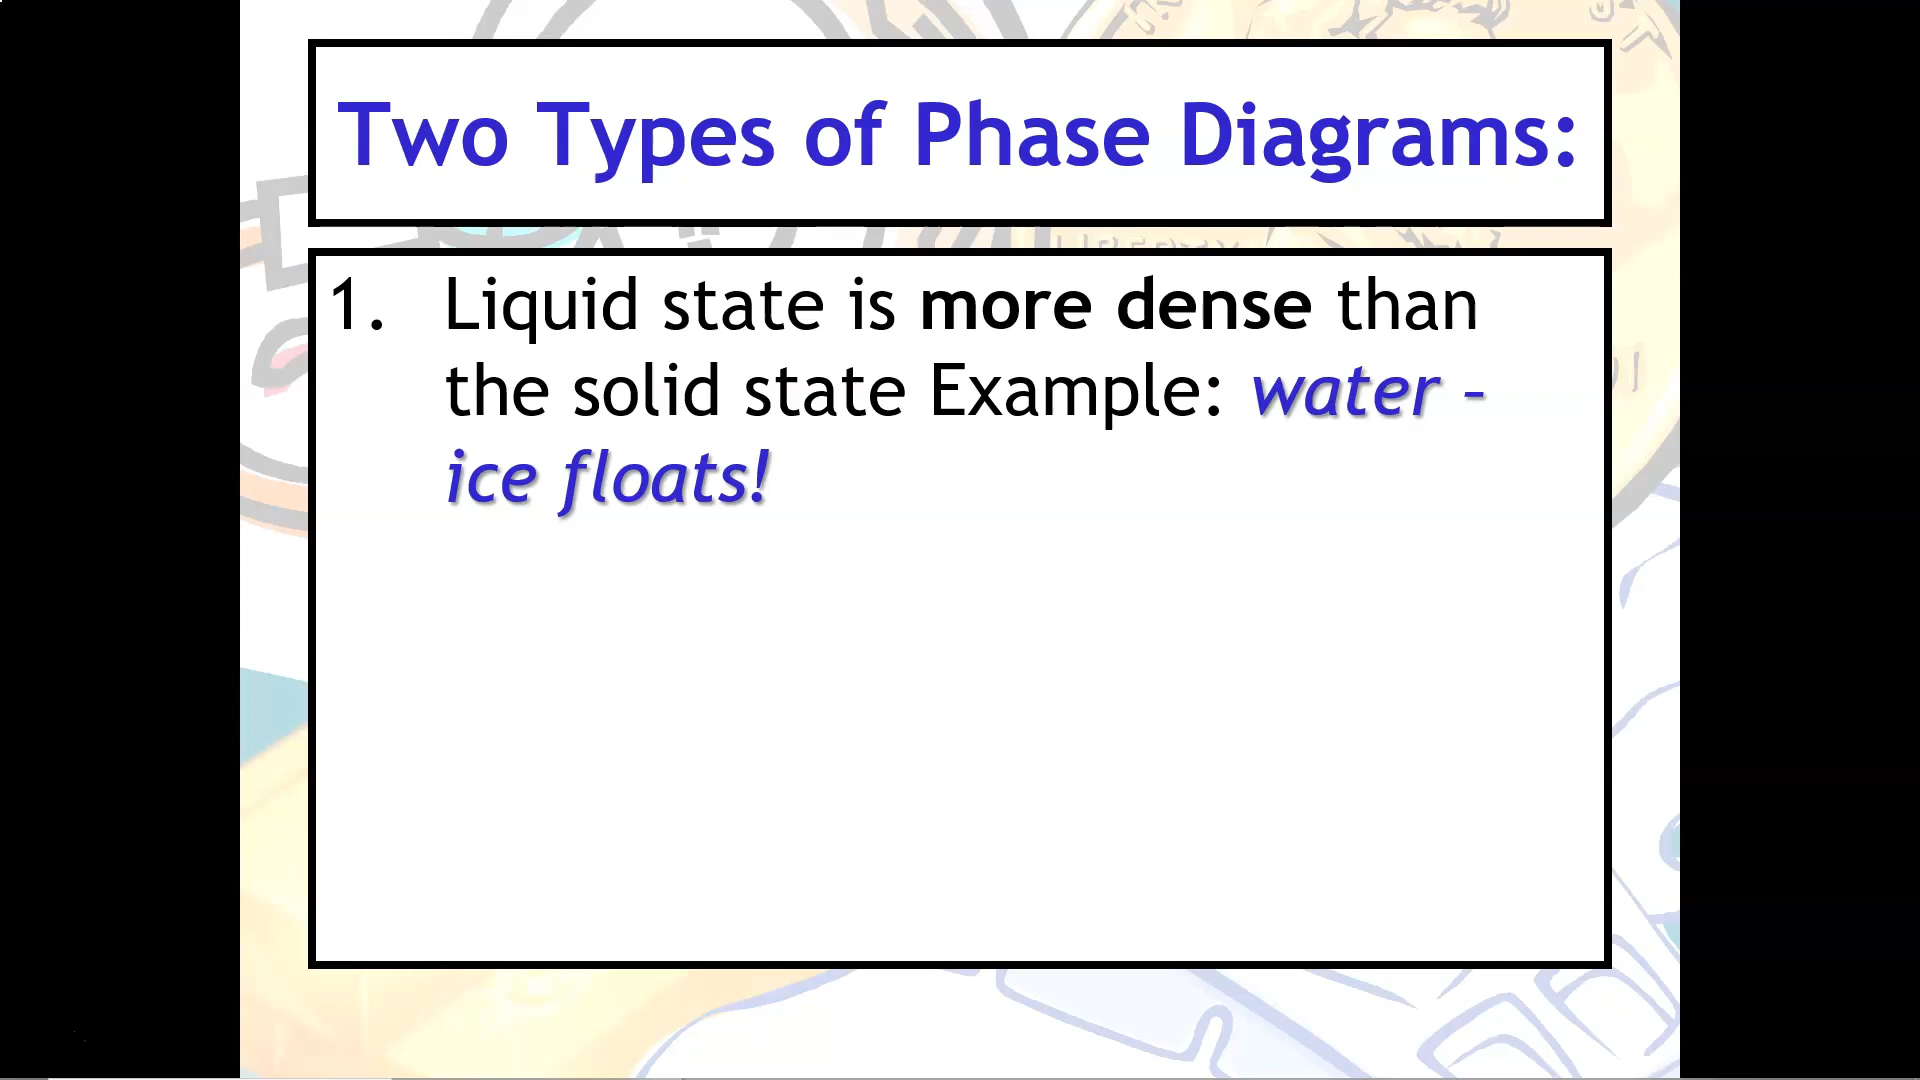 Two Types of Phase Diagrams:
1. Liquid state is more dense than
the solid state Example: water –
ice floats!
LIBERTY